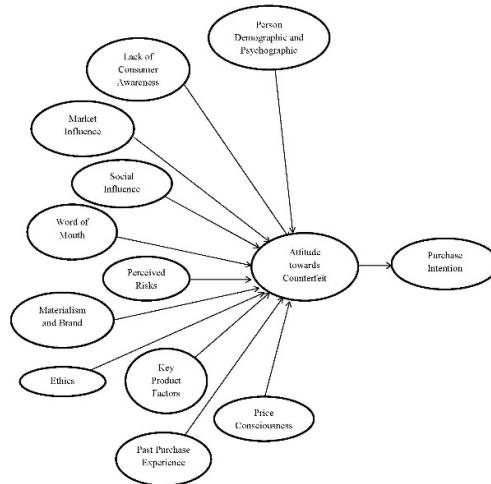 Person
Demographic and
Psychographic
Lack of
Consumer
Awareness
Market
Influence
Social
Influence
Word of
Mouth
Attitude
towards
Counterfeit
Purchase
Intention
Perceived
Risks
Materialism
and Brand
Ethics
Key
Product
Factors
Price
Consciousness
Past Purchase
Experience